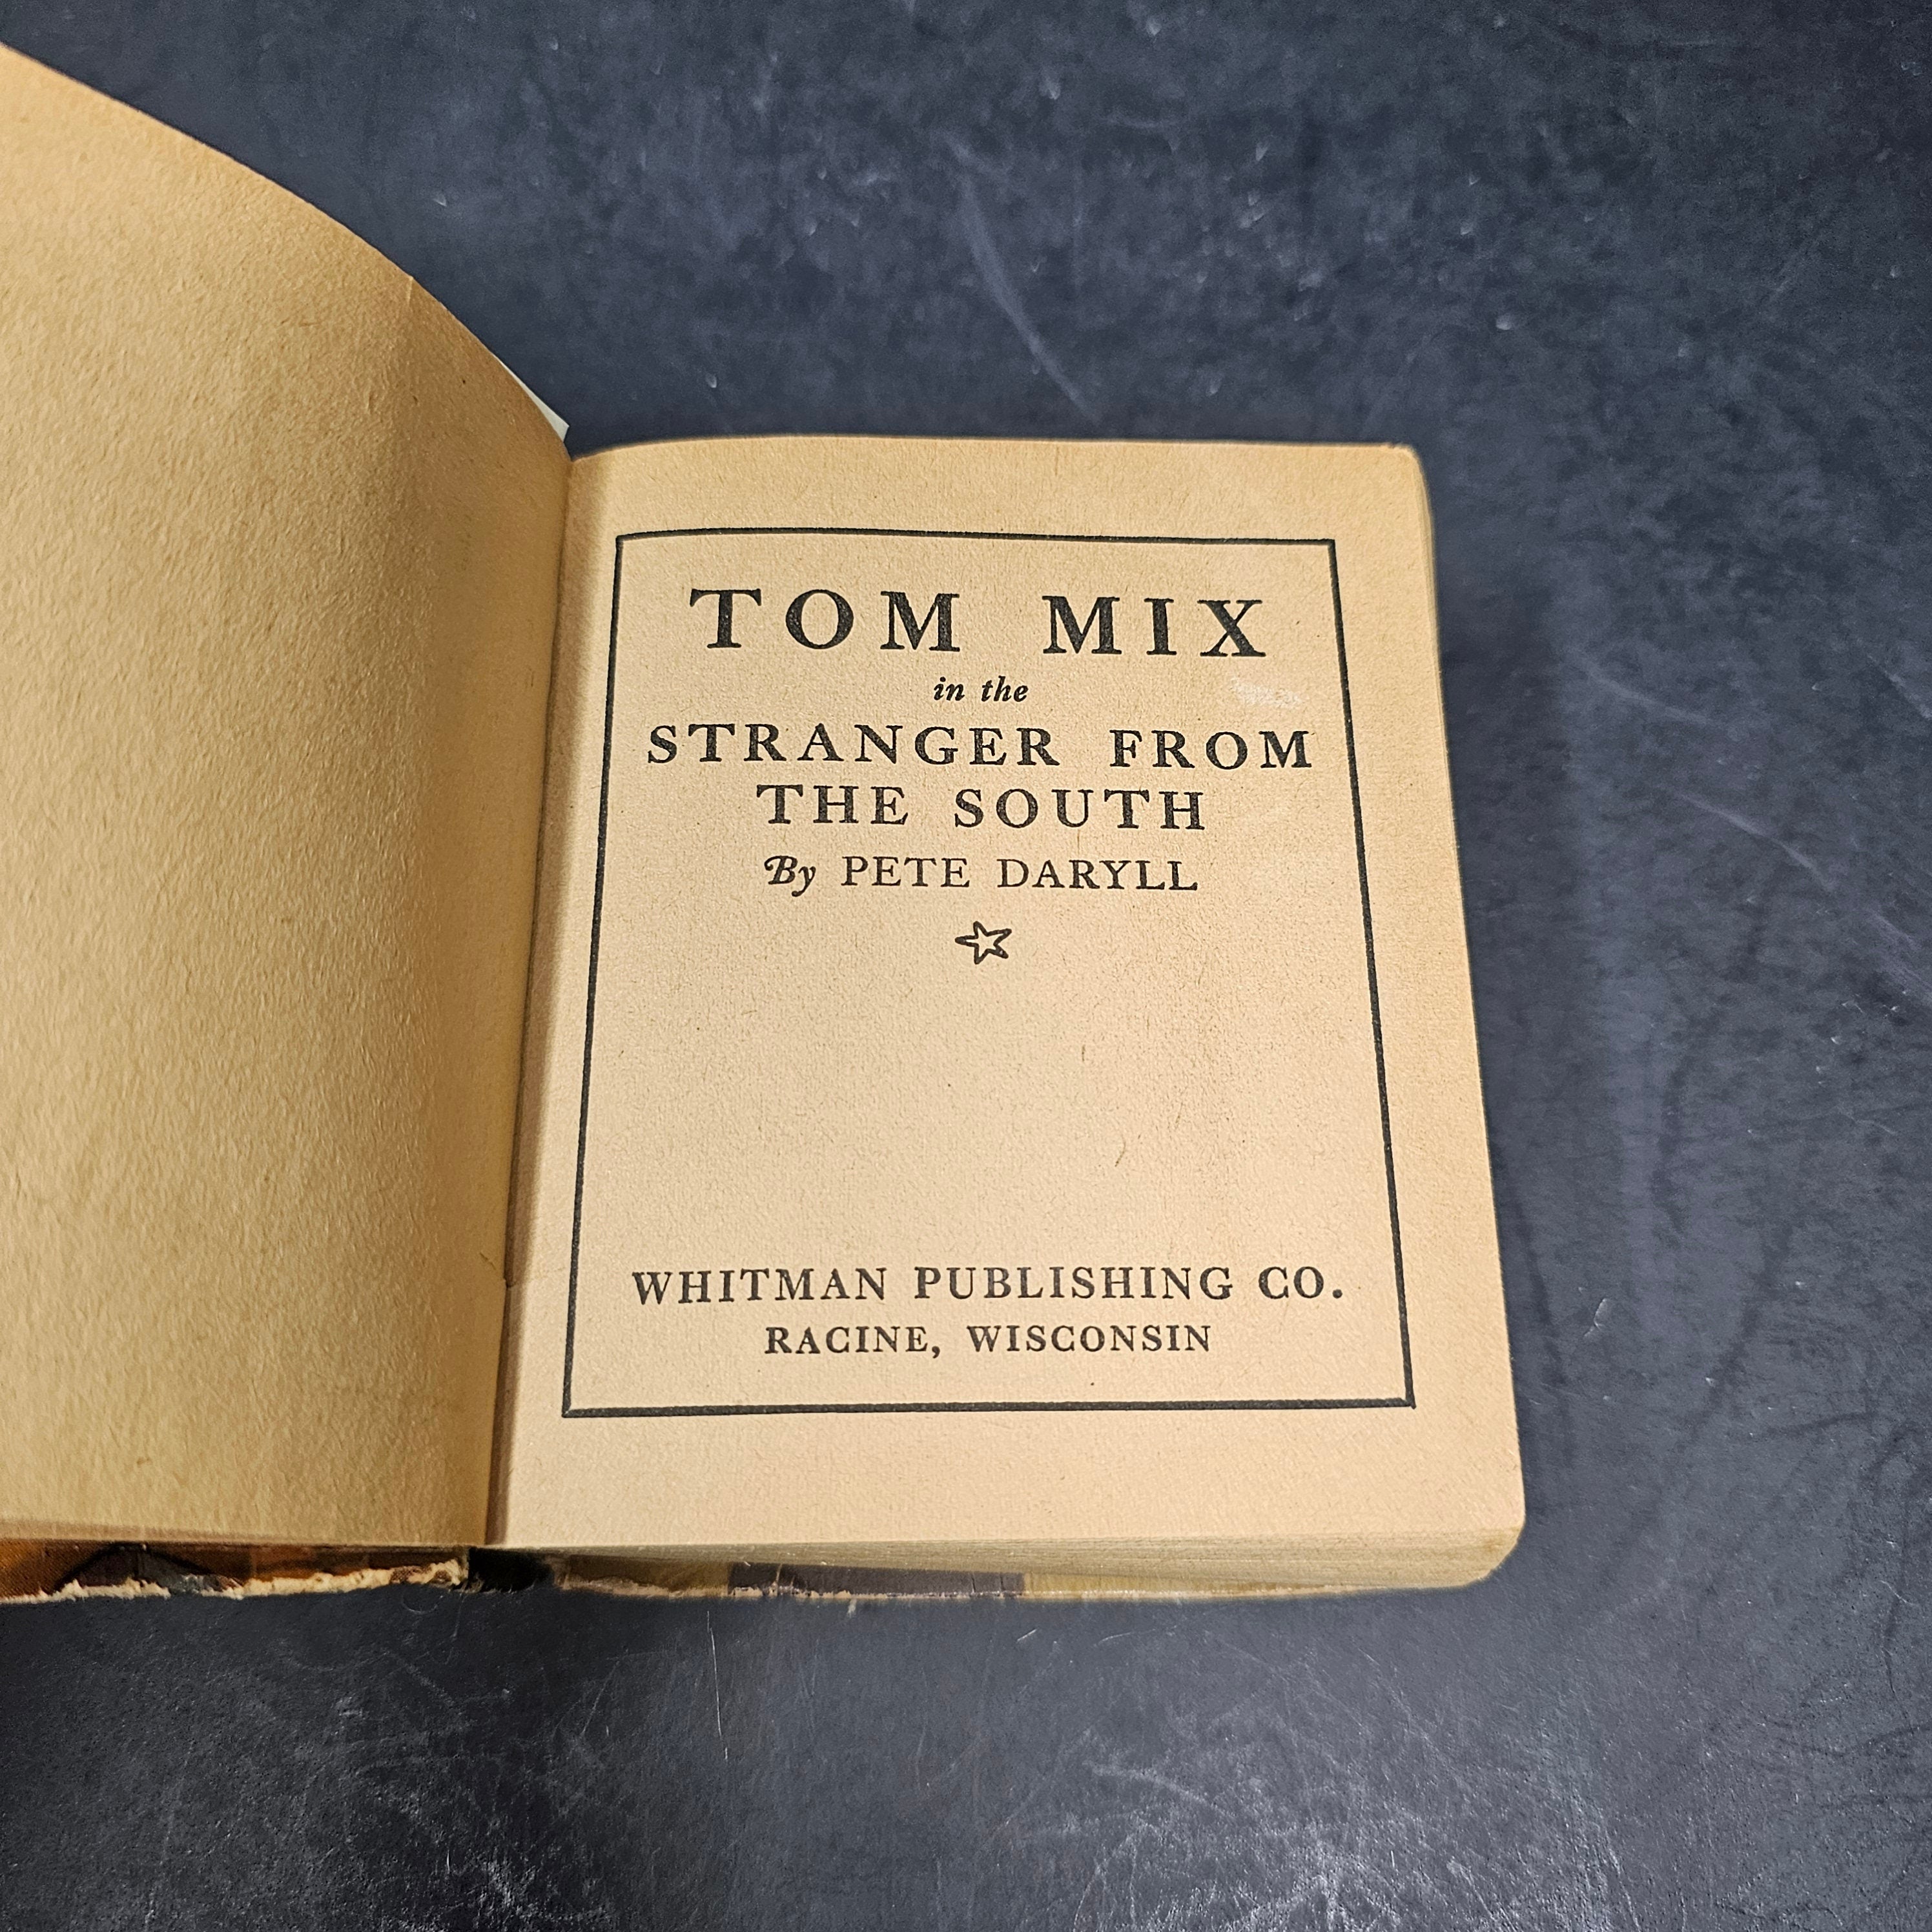 TOM MIX
in the
STRANGER FROM
THE SOUTH
By PETE DARYLL
WHITMAN PUBLISHING CO.
RACINE, WISCONSIN